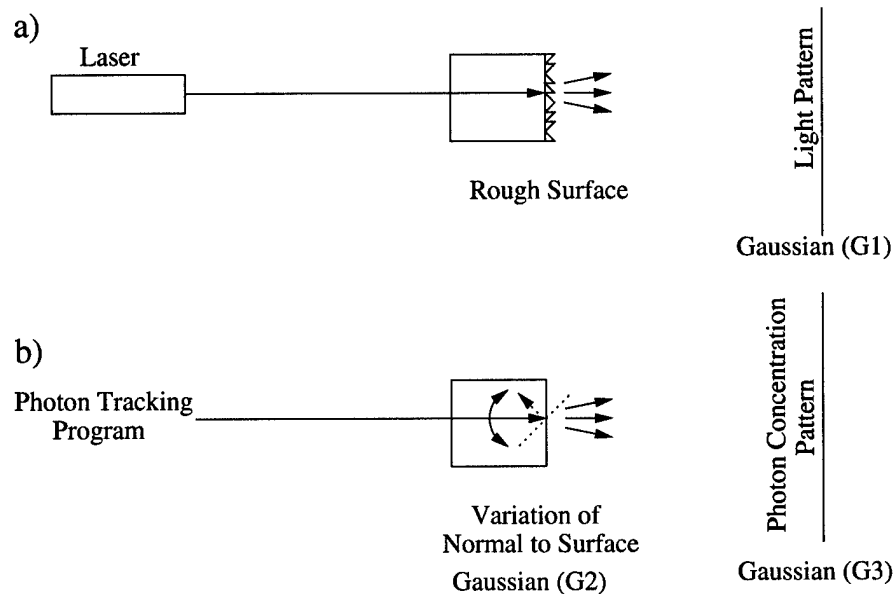 a)
Laser
Rough Surface
Light Pattern
Gaussian (G1)
b)
Photon Tracking
Program
Variation of
Normal to Surface
Gaussian (G2)
Photon Concentration
Pattern
Gaussian (G3)